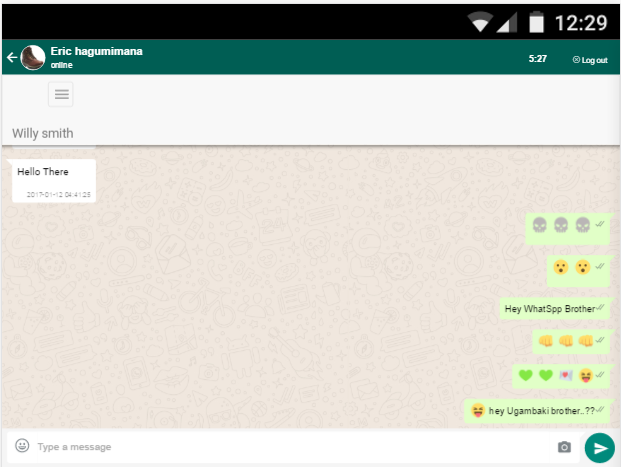 12:29
Eric hagumimana
online
5:27
Log out
Willy smith
Hello There
2017-01-12 04:41:25
Hey WhatSpp Brother
hey Ugambaki brother..??
Type a message